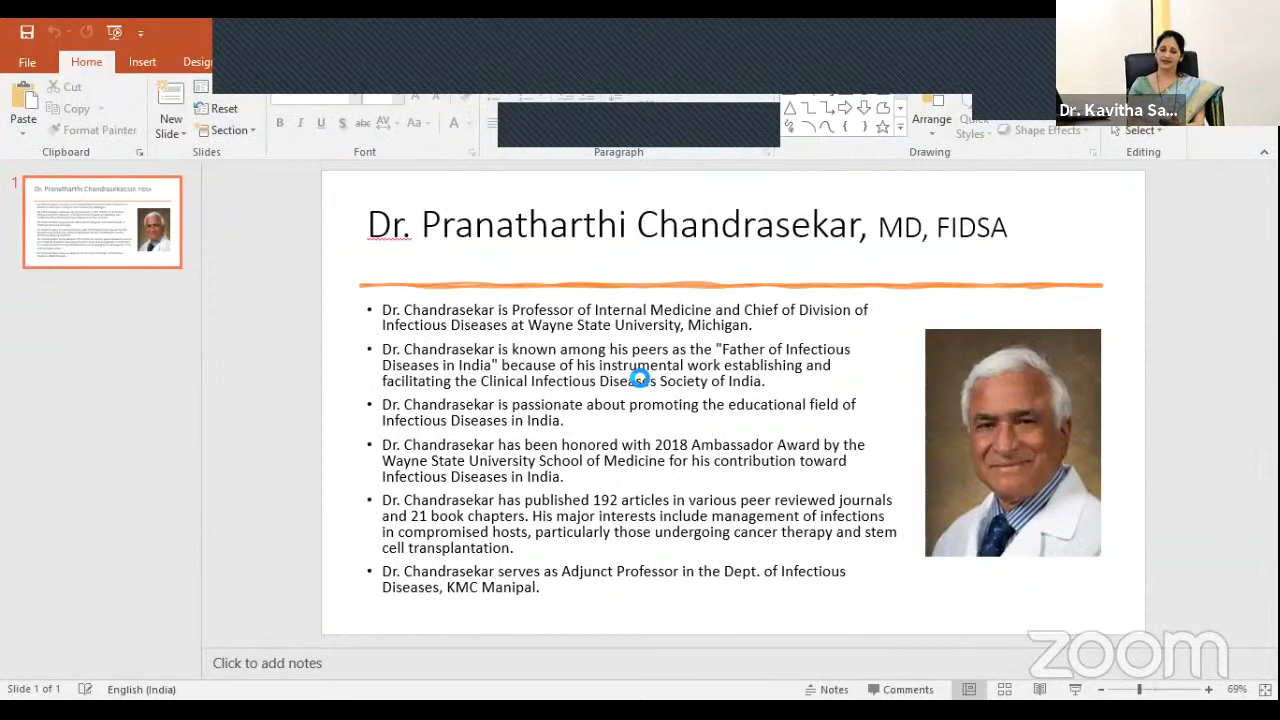 File
Home
Insert
Desig
Dr. Kavitha Sa...
Paste
Cut
Copy
Format Painter
Clipboard
New
Slide
Reset
Section
Slides
B I U S abc AV Aa A
Font
Paragraph
Arrange
Quick
Styles
Shape Effects
Drawing
Select
Editing
1
Dr. Pranatharthi Chandrasekar, MD, FIDSA
• Dr. Chandrasekar is Professor of Internal Medicine and Chief of Division of
Infectious Diseases at Wayne State University, Michigan.
• Dr. Chandrasekar is known among his peers as the "Father of Infectious
Diseases in India" because of his instrumental work establishing and
facilitating the Clinical Infectious Diseases Society of India.
• Dr. Chandrasekar is passionate about promoting the educational field of
Infectious Diseases in India.
• Dr. Chandrasekar has been honored with 2018 Ambassador Award by the
Wayne State University School of Medicine for his contribution toward
Infectious Diseases in India.
• Dr. Chandrasekar has published 192 articles in various peer reviewed journals
and 21 book chapters. His major interests include management of infections
in compromised hosts, particularly those undergoing cancer therapy and stem
cell transplantation.
• Dr. Chandrasekar serves as Adjunct Professor in the Dept. of Infectious
Diseases, KMC Manipal.
zoom
Click to add notes
Slide 1 of 1
English (India)
Notes
Comments
69%